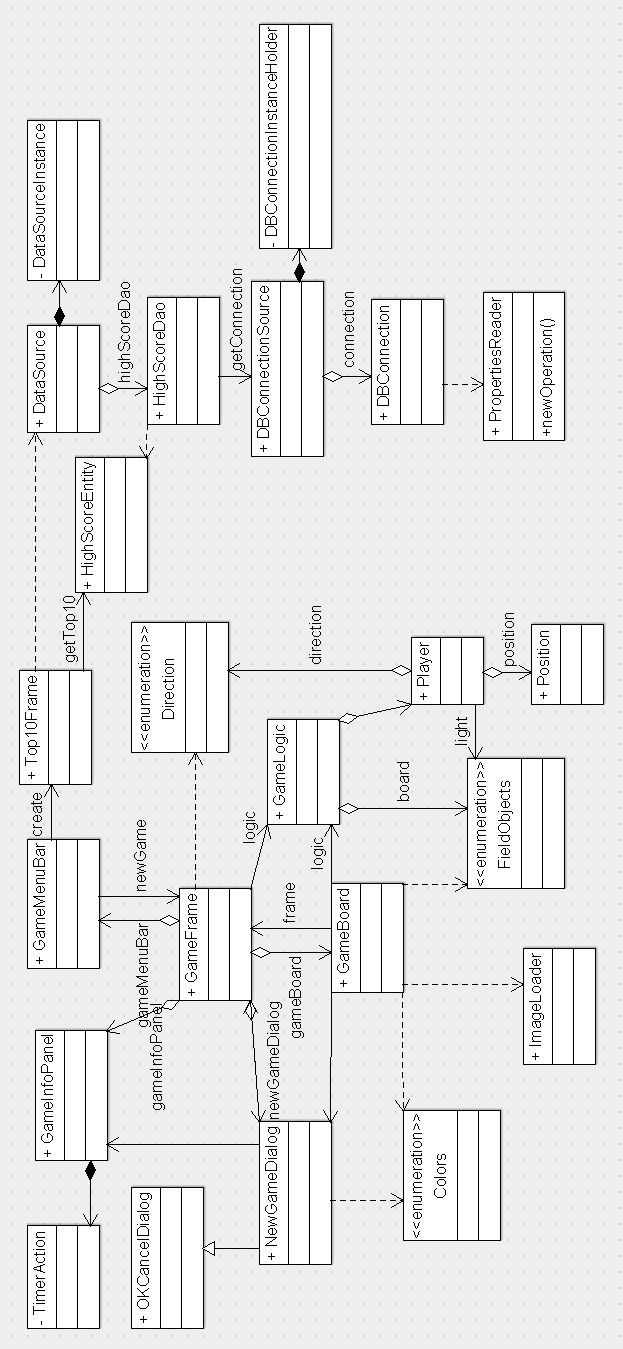 - TimerAction
+ GameInfoPanel
+ GameMenuBar
create
+ Top10Frame
getTop10
+ HighScoreEntity
+ DataSource
- DataSourceInstance
highScoreDao
+ OKCancelDialog
gameInfoPanel
gameMenuBar
newGame
<<enumeration>>
Direction
+ HighScoreDao
+ GameFrame
getConnection
+ NewGameDialog
newGameDialog
gameBoard
frame
logic
logic
+ GameLogic
direction
+ DBConnectionSource
- DBConnectionInstanceHolder
connection
+ GameBoard
board
+ Player
+ DBConnection
<<enumeration>>
Colors
light
position
<<enumeration>>
FieldObjects
+ PropertiesReader
+newOperation()
+ ImageLoader
+ Position